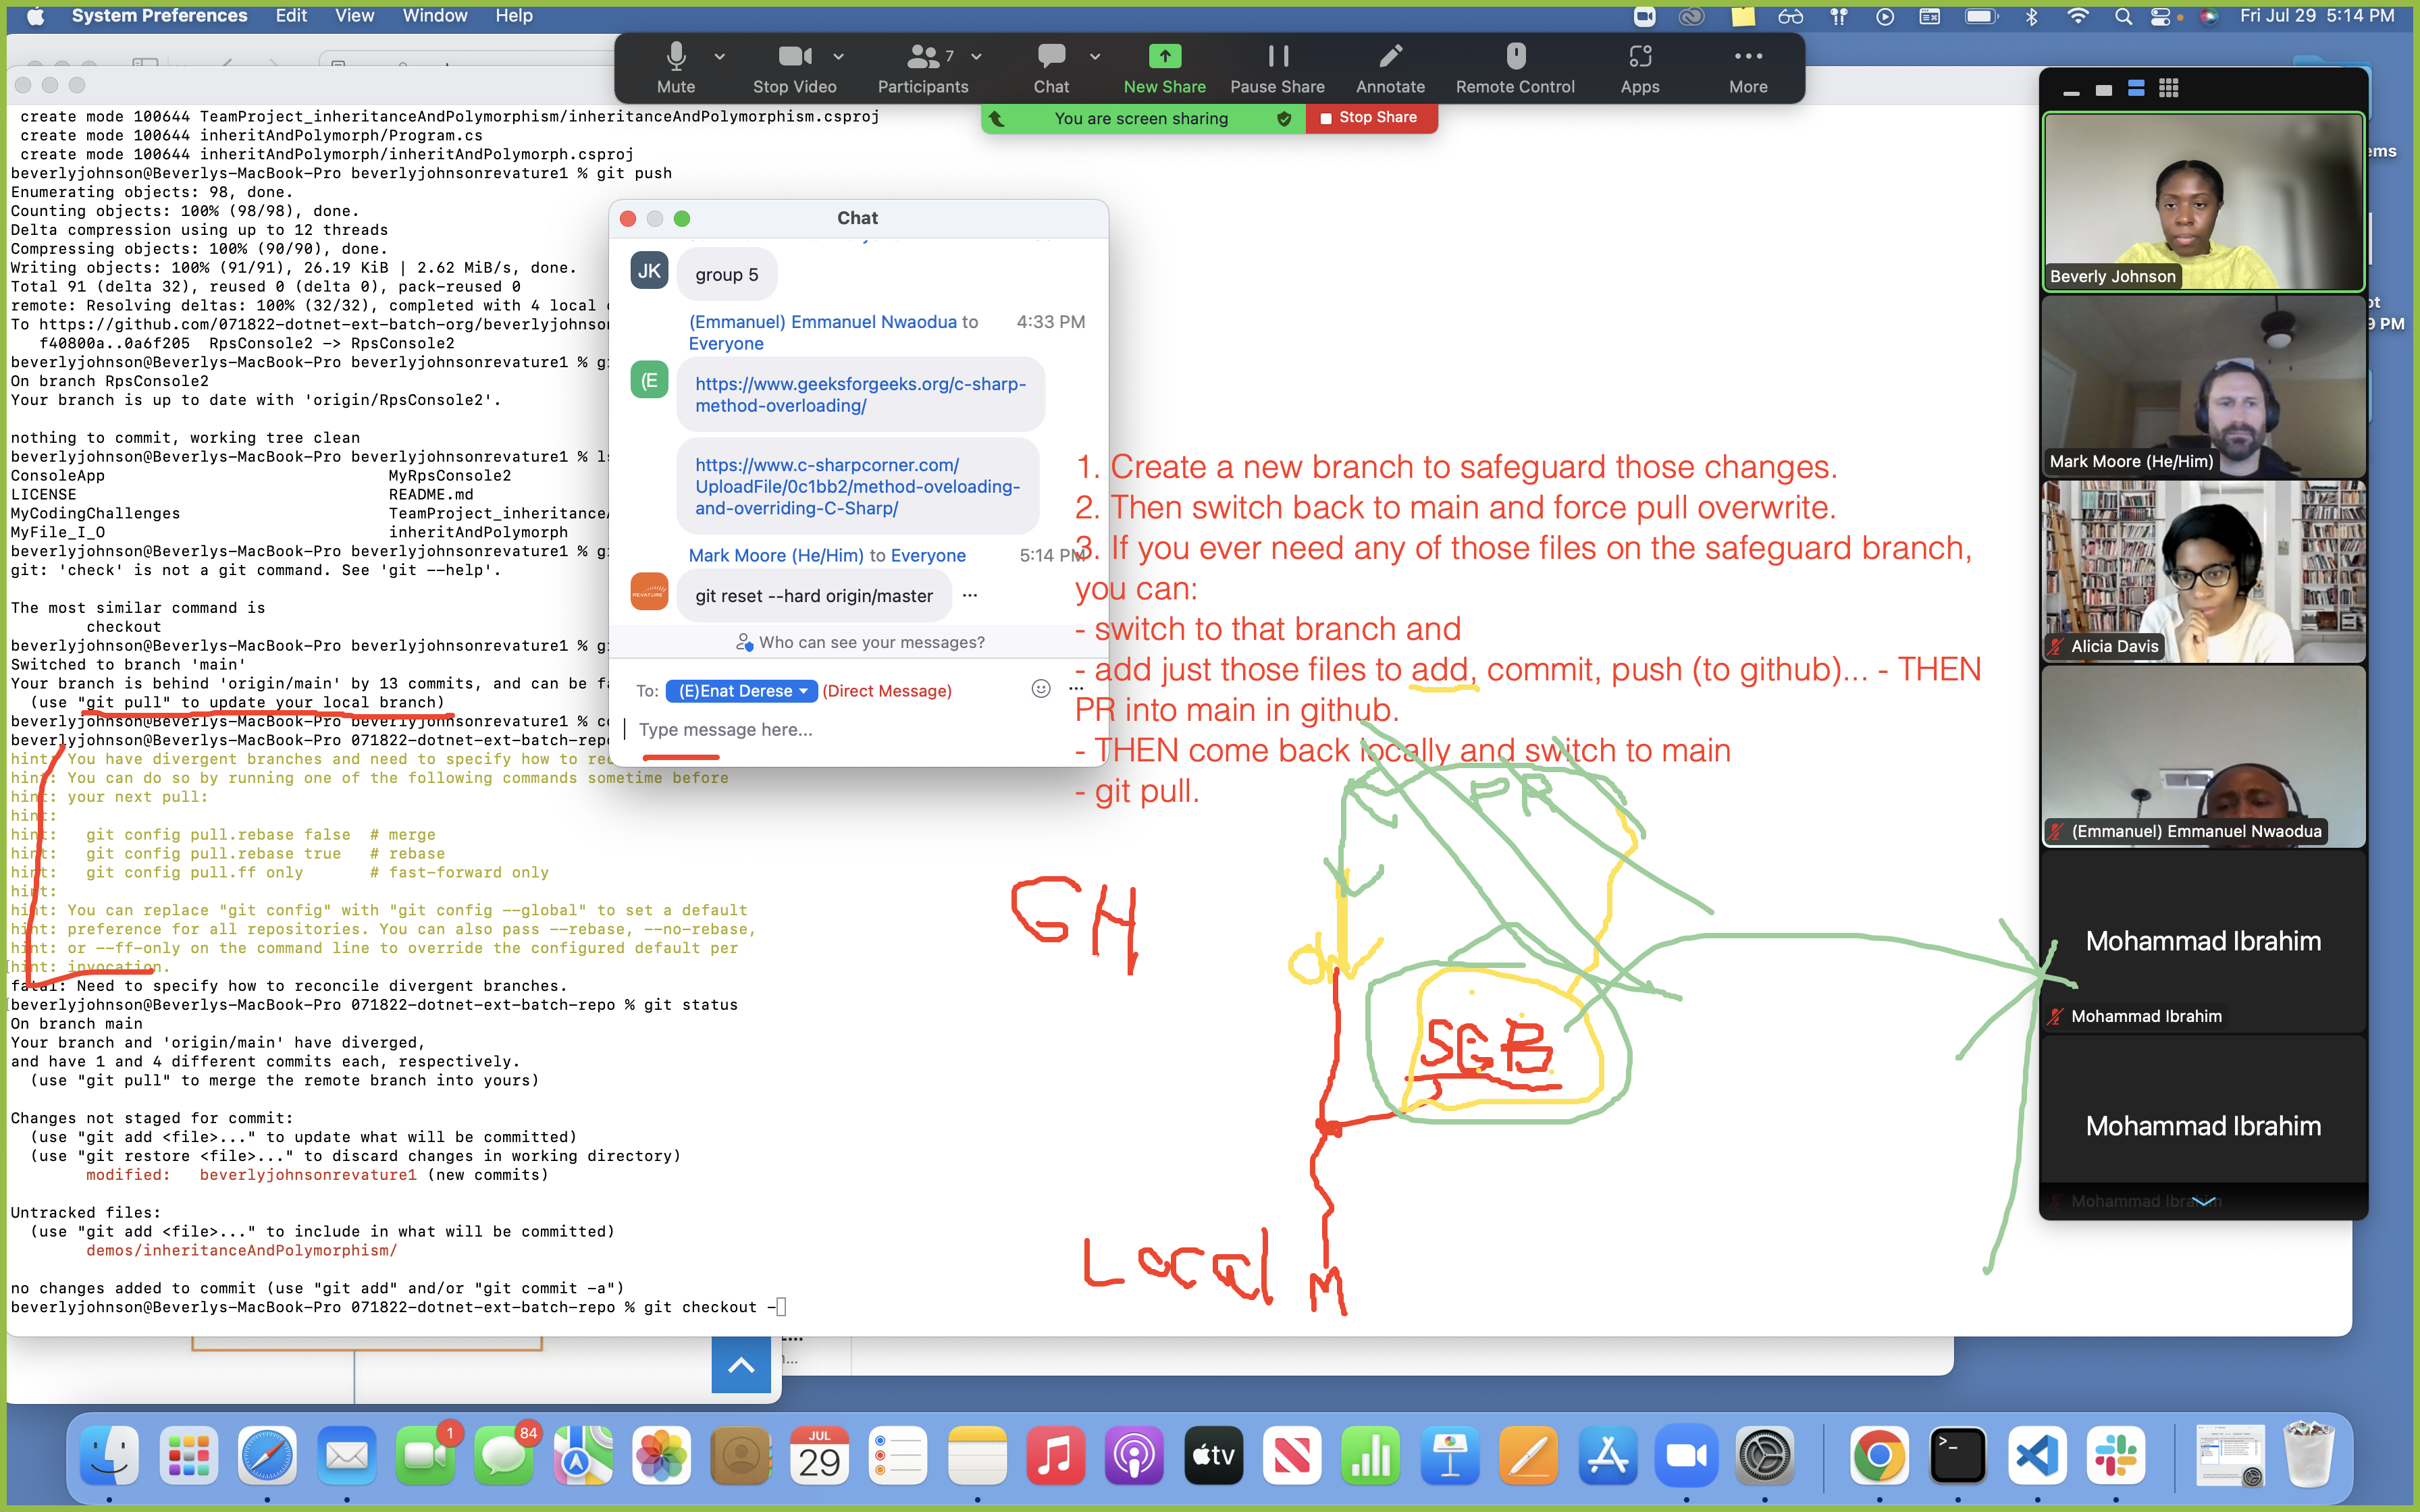 System Preferences Edit View Window Help
Fri Jul 29 5:14 PM
Mute
Stop Video
7
Participants
Chat
New Share
Pause Share
Annotate
Remote Control
Apps
More
You are screen sharing
Stop Share
create mode 100644 TeamProject_inheritanceAndPolymorphism/inheritanceAndPolymorphism.csproj
create mode 100644 inheritAndPolymorph/Program.cs
create mode 100644 inheritAndPolymorph/inheritAndPolymorph.csproj
beverlyjohnson@Beverlys-MacBook-Pro beverlyjohnsonrevature1 % git push
Enumerating objects: 98, done.
Counting objects: 100% (98/98), done.
Delta compression using up to 12 threads
Compressing objects: 100% (90/90), done.
Writing objects: 100% (91/91), 26.19 KiB | 2.62 MiB/s, done.
Total 91 (delta 32), reused 0 (delta 0), pack-reused 0
remote: Resolving deltas: 100% (32/32), completed with 4 local
To https://github.com/071822-dotnet-ext-batch-org/beverlyjohnson
f40800a..0a6f205 RpsConsole2 -> RpsConsole2
beverlyjohnson@Beverlys-MacBook-Pro beverlyjohnsonrevature1 %
On branch RpsConsole2
Your branch is up to date with 'origin/RpsConsole2'.
nothing to commit, working tree clean
beverlyjohnson@Beverlys-MacBook-Pro beverlyjohnsonrevature1 %
ConsoleApp MyRpsConsole2
LICENSE README.md
MyCodingChallenges TeamProject_inheritance
MyFile_I_O inheritAndPolymorph
beverlyjohnson@Beverlys-MacBook-Pro beverlyjohnsonrevature1 %
git: 'check' is not a git command. See 'git --help'.
The most similar command is
checkout
beverlyjohnson@Beverlys-MacBook-Pro beverlyjohnsonrevature1 %
Switched to branch 'main'
Your branch is behind 'origin/main' by 13 commits, and can be
(use "git pull" to update your local branch)
beverlyjohnson@Beverlys-MacBook-Pro beverlyjohnsonrevature1 %
beverlyjohnson@Beverlys-MacBook-Pro 071822-dotnet-ext-batch-rep
hint: You have divergent branches and need to specify how to
hint: You can do so by running one of the following commands sometime before
hint: your next pull:
hint:
hint: git config pull.rebase false # merge
hint: git config pull.rebase true # rebase
hint: git config pull.ff only # fast-forward only
hint:
hint: You can replace "git config" with "git config --global" to set a default
hint: preference for all repositories. You can also pass --rebase, --no-rebase,
hint: or --ff-only on the command line to override the configured default per
hint: invocation.
fatal: Need to specify how to reconcile divergent branches.
beverlyjohnson@Beverlys-MacBook-Pro 071822-dotnet-ext-batch-repo % git status
On branch main
Your branch and 'origin/main' have diverged,
and have 1 and 4 different commits each, respectively.
(use "git pull" to merge the remote branch into yours)
Changes not staged for commit:
(use "git add <file>..." to update what will be committed)
(use "git restore <file>..." to discard changes in working directory)
modified: beverlyjohnsonrevature1 (new commits)
Untracked files:
(use "git add <file>..." to include in what will be committed)
demos/inheritanceAndPolymorphism/
no changes added to commit (use "git add" and/or "git commit -a")
beverlyjohnson@Beverlys-MacBook-Pro 071822-dotnet-ext-batch-repo % git checkout -
Chat
JK
group 5
(Emmanuel) Emmanuel Nwaodua to
Everyone
4:33 PM
(E
https://www.geeksforgeeks.org/c-sharp-
method-overloading/
https://www.c-sharpcorner.com/
UploadFile/0c1bb2/method-oveloading-
and-overriding-C-Sharp/
Mark Moore (He/Him) to Everyone
5:14 PM
REVATURE
git reset --hard origin/master
Who can see your messages?
To: (E)Enat Derese (Direct Message)
Type message here...
1. Create a new branch to safeguard those changes.
2. Then switch back to main and force pull overwrite.
3. If you ever need any of those files on the safeguard branch,
you can:
- switch to that branch and
- add just those files to add, commit, push (to github)... - THEN
PR into main in github.
- THEN come back locally and switch to main
- git pull.
PR
GH
SGB
Local M
Beverly Johnson
Mark Moore (He/Him)
Alicia Davis
(Emmanuel) Emmanuel Nwaodua
Mohammad Ibrahim
Mohammad Ibrahim
Mohammad Ibrahim
Mohammad Ibrahim
ems
9 PM
1
84
JUL
29
tv